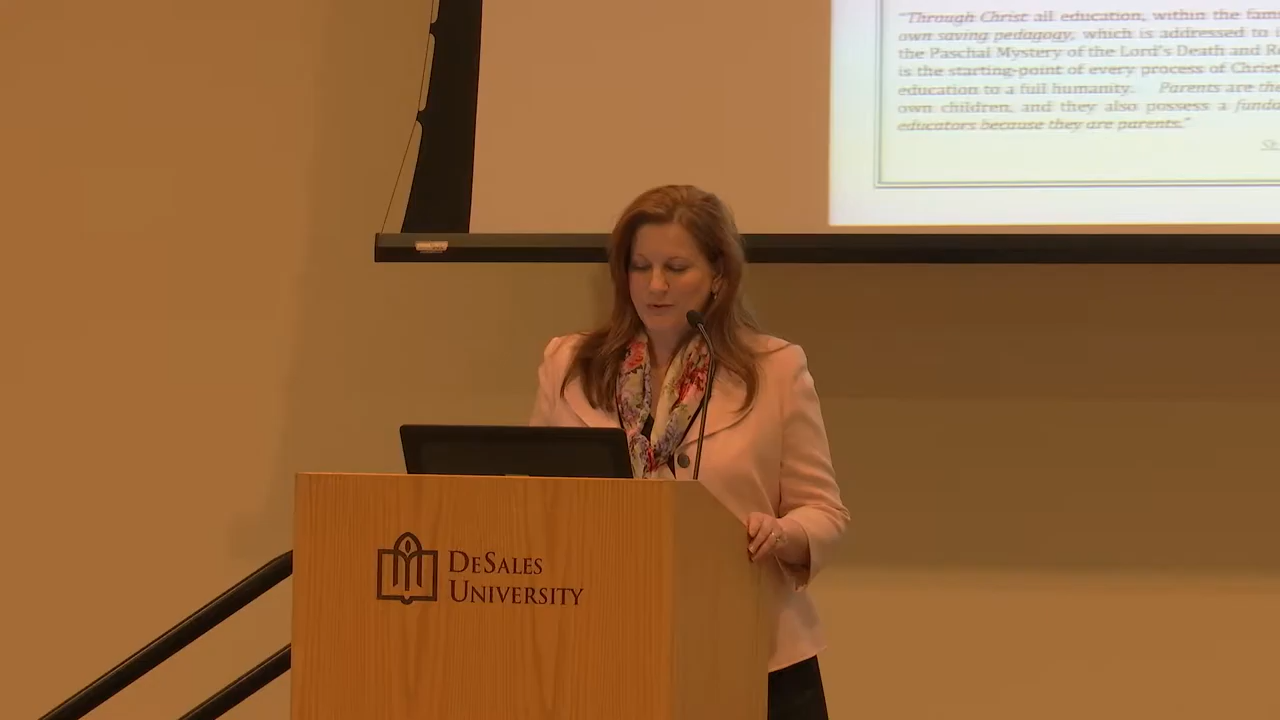 "Through Christ all education, within the fam
own saving pedagogy, which is addressed to i
the Paschal Mystery of the Lord's Death and R
is the starting-point of every process of Christ
education to a full humanity. Parents are the
own children, and they also possess a fundo
educators because they are parents."
DeSales
University